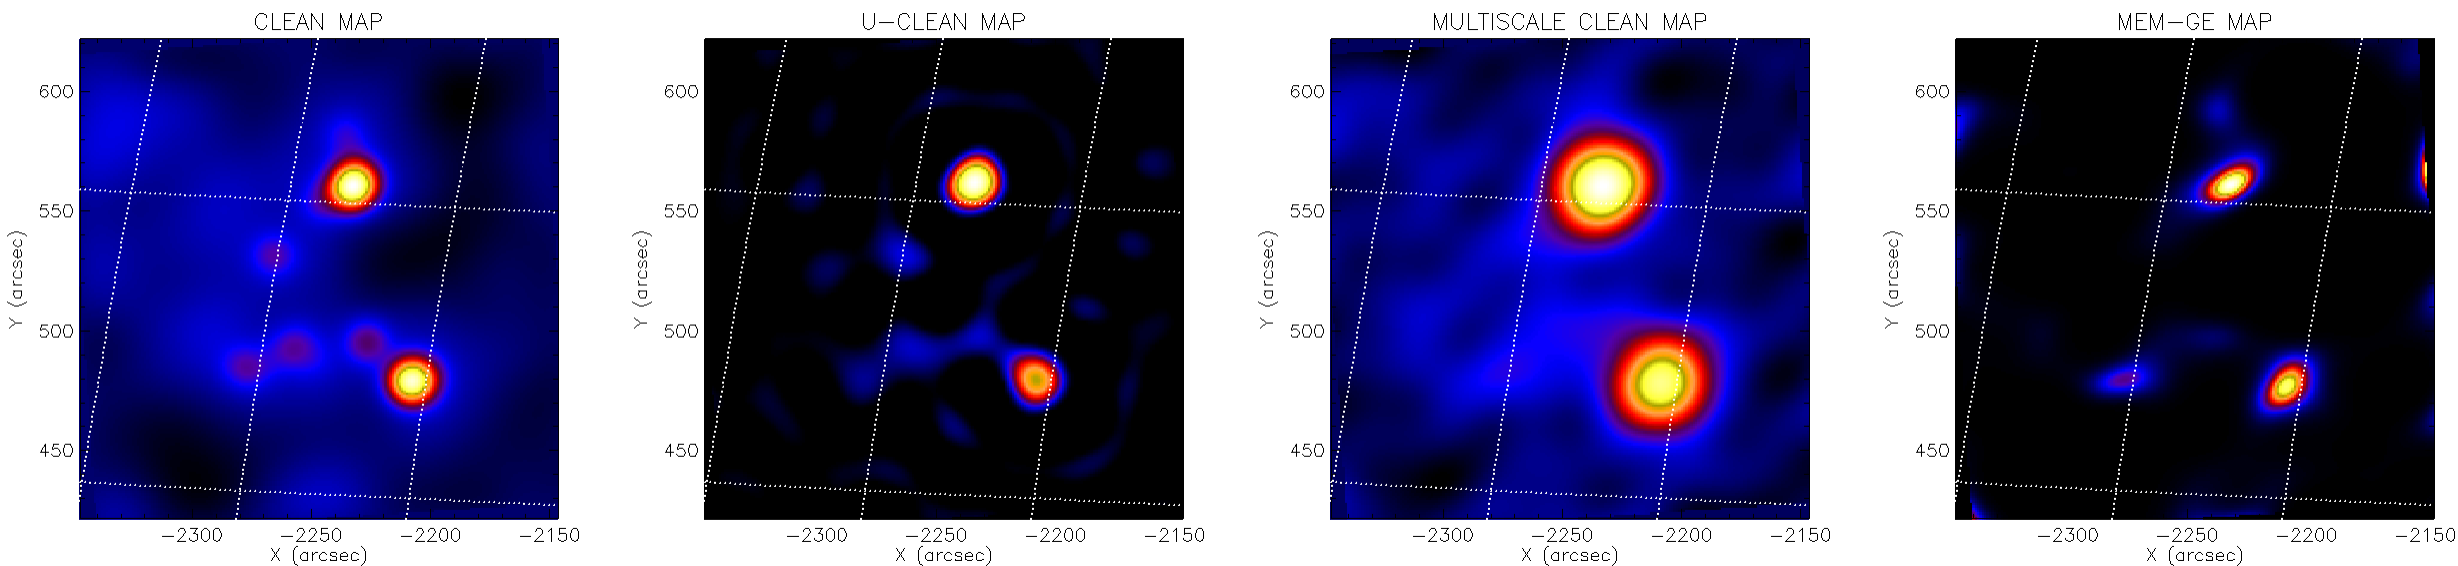 CLEAN MAP
600
550
500
450
Y (arcsec)
-2300 -2250 -2200 -2150
X (arcsec)
U-CLEAN MAP
600
550
500
450
Y (arcsec)
-2300 -2250 -2200 -2150
X (arcsec)
MULTISCALE CLEAN MAP
600
550
500
450
Y (arcsec)
-2300 -2250 -2200 -2150
X (arcsec)
MEM-GE MAP
600
550
500
450
Y (arcsec)
-2300 -2250 -2200 -2150
X (arcsec)